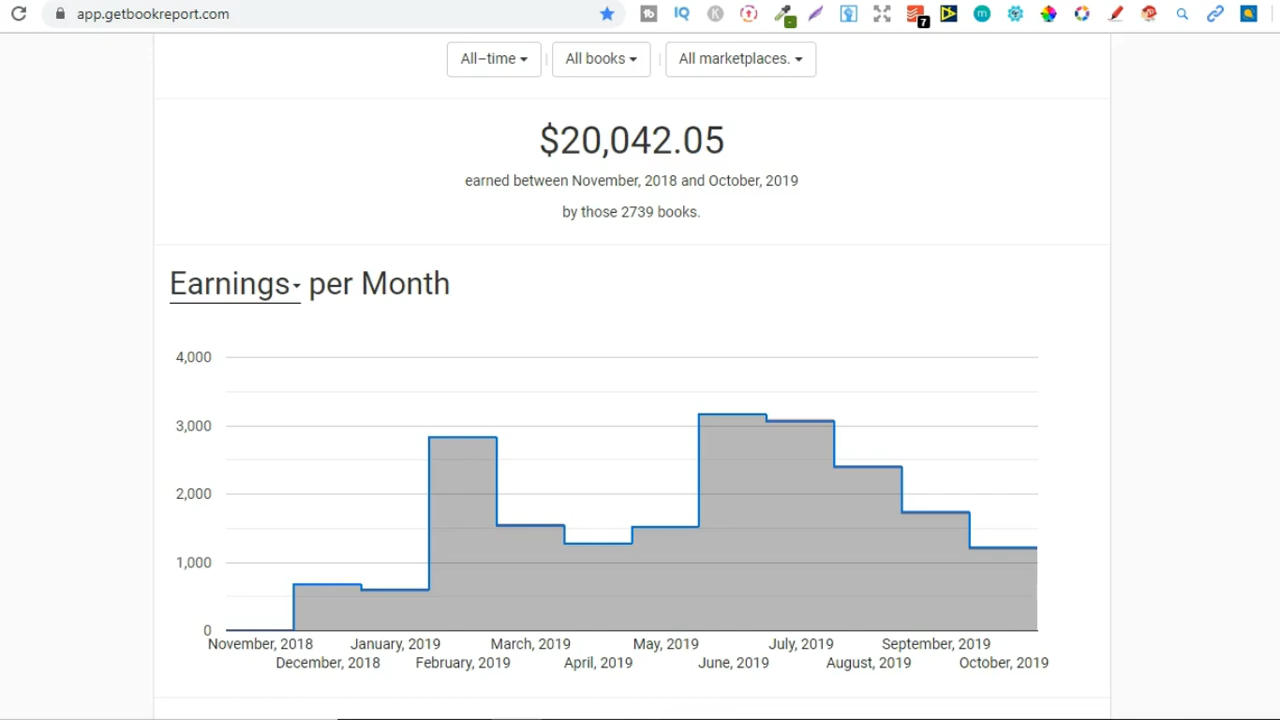 app.getbookreport.com
7
All-time All books All marketplaces.
$20,042.05
earned between November, 2018 and October, 2019
by those 2739 books.
Earnings per Month
4,000
3,000
2,000
1,000
0
November, 2018 January, 2019 March, 2019 May, 2019 July, 2019 September, 2019
December, 2018 February, 2019 April, 2019 June, 2019 August, 2019 October, 2019